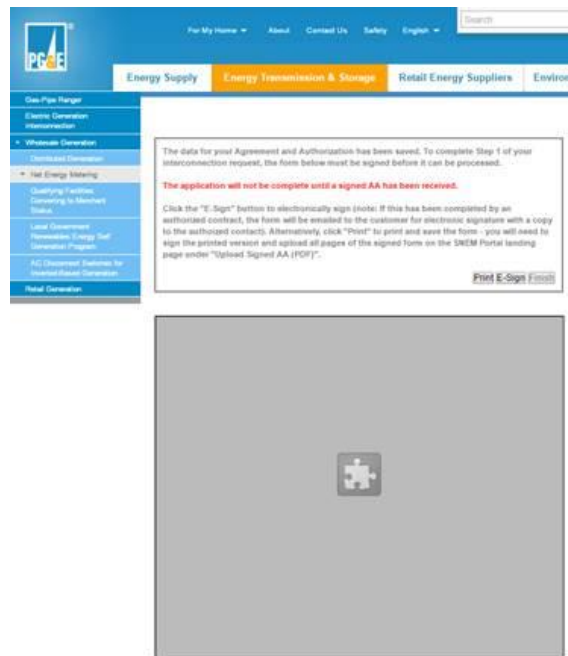 PG&E
For My Home About Contact Us Safety English Search
Energy Supply Energy Transmission & Storage Retail Energy Suppliers Enviro
Gas Pipe Ranger
Electric Generation
Interconnection
Wholesale Generation
Distributed Generation
Net Energy Metering
Qualifying Facilities
Converting to Merchant
Status
Local Government
Renewables Energy Self
Generation Program
AC Disconnect Switches for
Inverted-Based Generation
Retail Generation
The data for your Agreement and Authorization has been saved. To complete Step 1 of your
interconnection request, the form below must be signed before it can be processed.
The application will not be complete until a signed AA has been received.
Click the "E-Sign" button to electronically sign (note: If this has been completed by an
authorized contract, the form will be emailed to the customer for electronic signature with a copy
to the authorized contact). Alternatively, click "Print" to print and save the form - you will need to
sign the printed version and upload all pages of the signed form on the SNEM Portal landing
page under "Upload Signed AA (PDF)".
Print E-Sign Finish